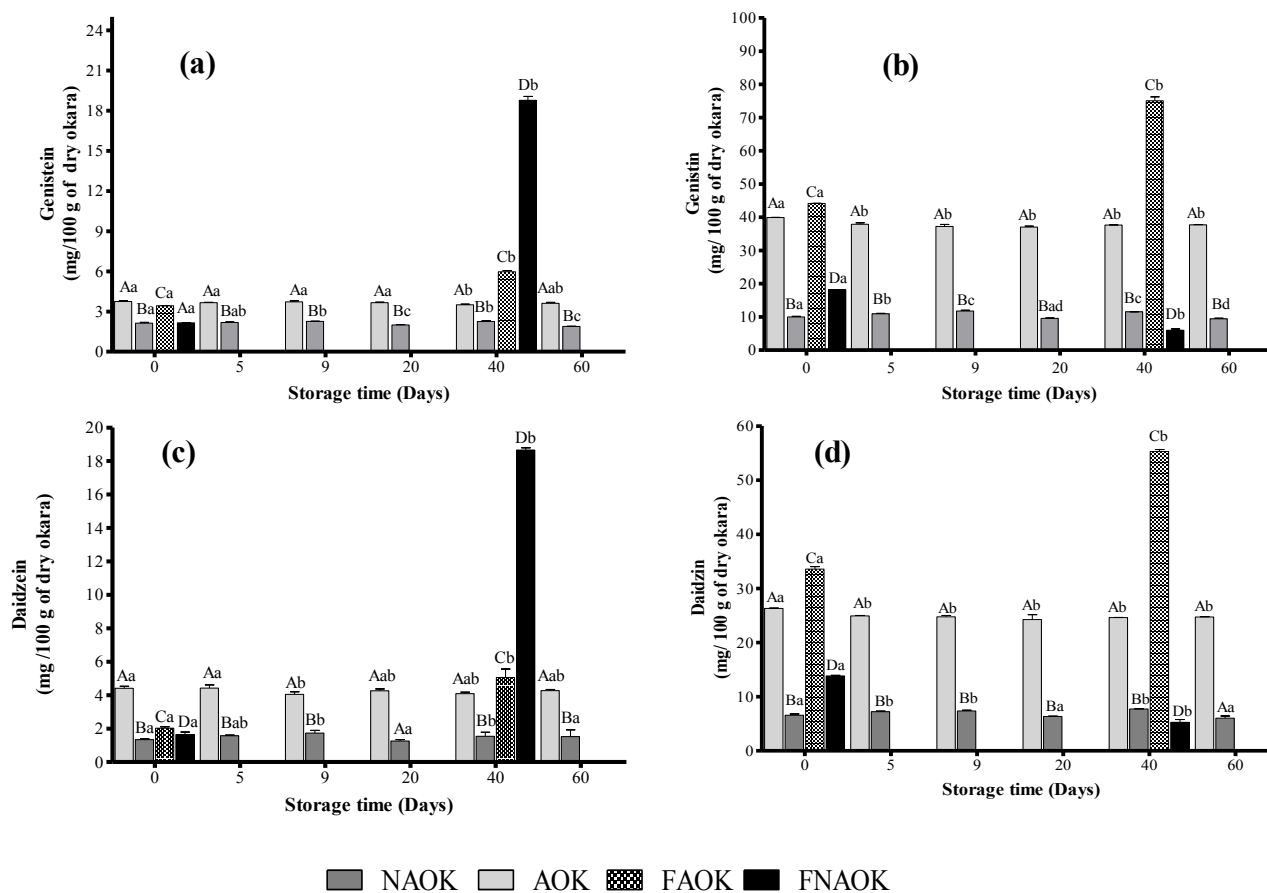 (a)
Genistein
(mg/100 g of dry okara)
24
21
18
15
12
9
6
3
0
Aa
Ba
Ca
Aa
Aa
Bab
Aa
Bb
Aa
Bc
Ab
Bb
Cb
Db
Aab
Bc
0 5 9 20 40 60
Storage time (Days)
(b)
Genistin
(mg/ 100 g of dry okara)
100
90
80
70
60
50
40
30
20
10
0
Aa
Ba
Ca
Da
Ab
Bb
Ab
Bc
Ab
Bad
Ab
Bc
Cb
Db
Ab
Bd
0 5 9 20 40 60
Storage time (Days)
(c)
Daidzein
(mg /100 g of dry okara)
20
18
16
14
12
10
8
6
4
2
0
Aa
Ba
Ca
Da
Aa
Bab
Ab
Bb
Aab
Aa
Aab
Bb
Cb
Db
Aab
Ba
0 5 9 20 40 60
Storage time (Days)
(d)
Daidzin
(mg/ 100 g of dry okara)
60
50
40
30
20
10
0
Aa
Ba
Ca
Da
Ab
Bb
Ab
Bb
Ab
Ba
Ab
Bb
Cb
Db
Ab
Aa
0 5 9 20 40 60
Storage time (Days)
NAOK AOK FAOK FNAOK